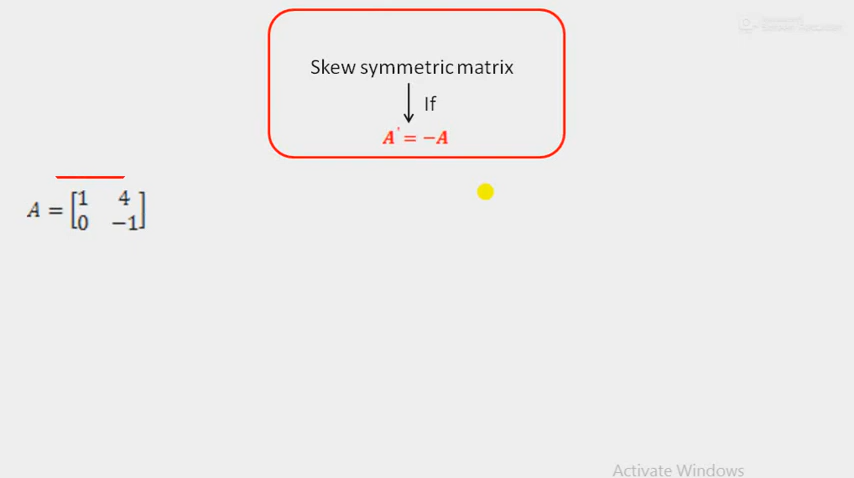 Skew symmetric matrix
If
A' = −A
A = [1 4
0 −1]
Activate Windows